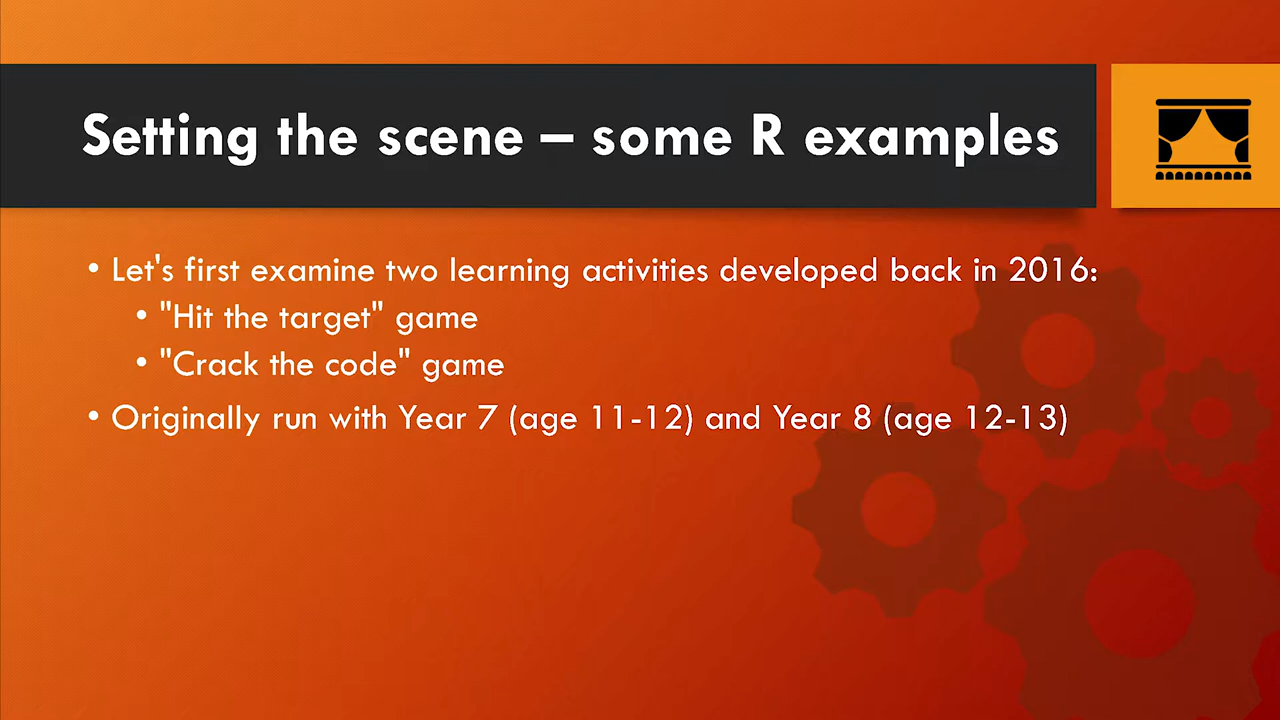 Setting the scene – some R examples
• Let's first examine two learning activities developed back in 2016:
• "Hit the target" game
• "Crack the code" game
• Originally run with Year 7 (age 11-12) and Year 8 (age 12-13)